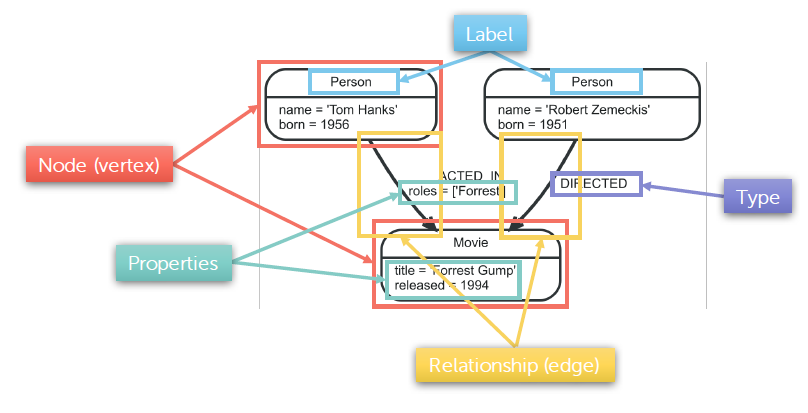 Label
Person
Person
name = 'Tom Hanks'
born = 1956
name = 'Robert Zemeckis'
born = 1951
Node (vertex)
ACTED_IN
roles = ['Forrest']
DIRECTED
Type
Properties
Movie
title = 'Forrest Gump'
released = 1994
Relationship (edge)